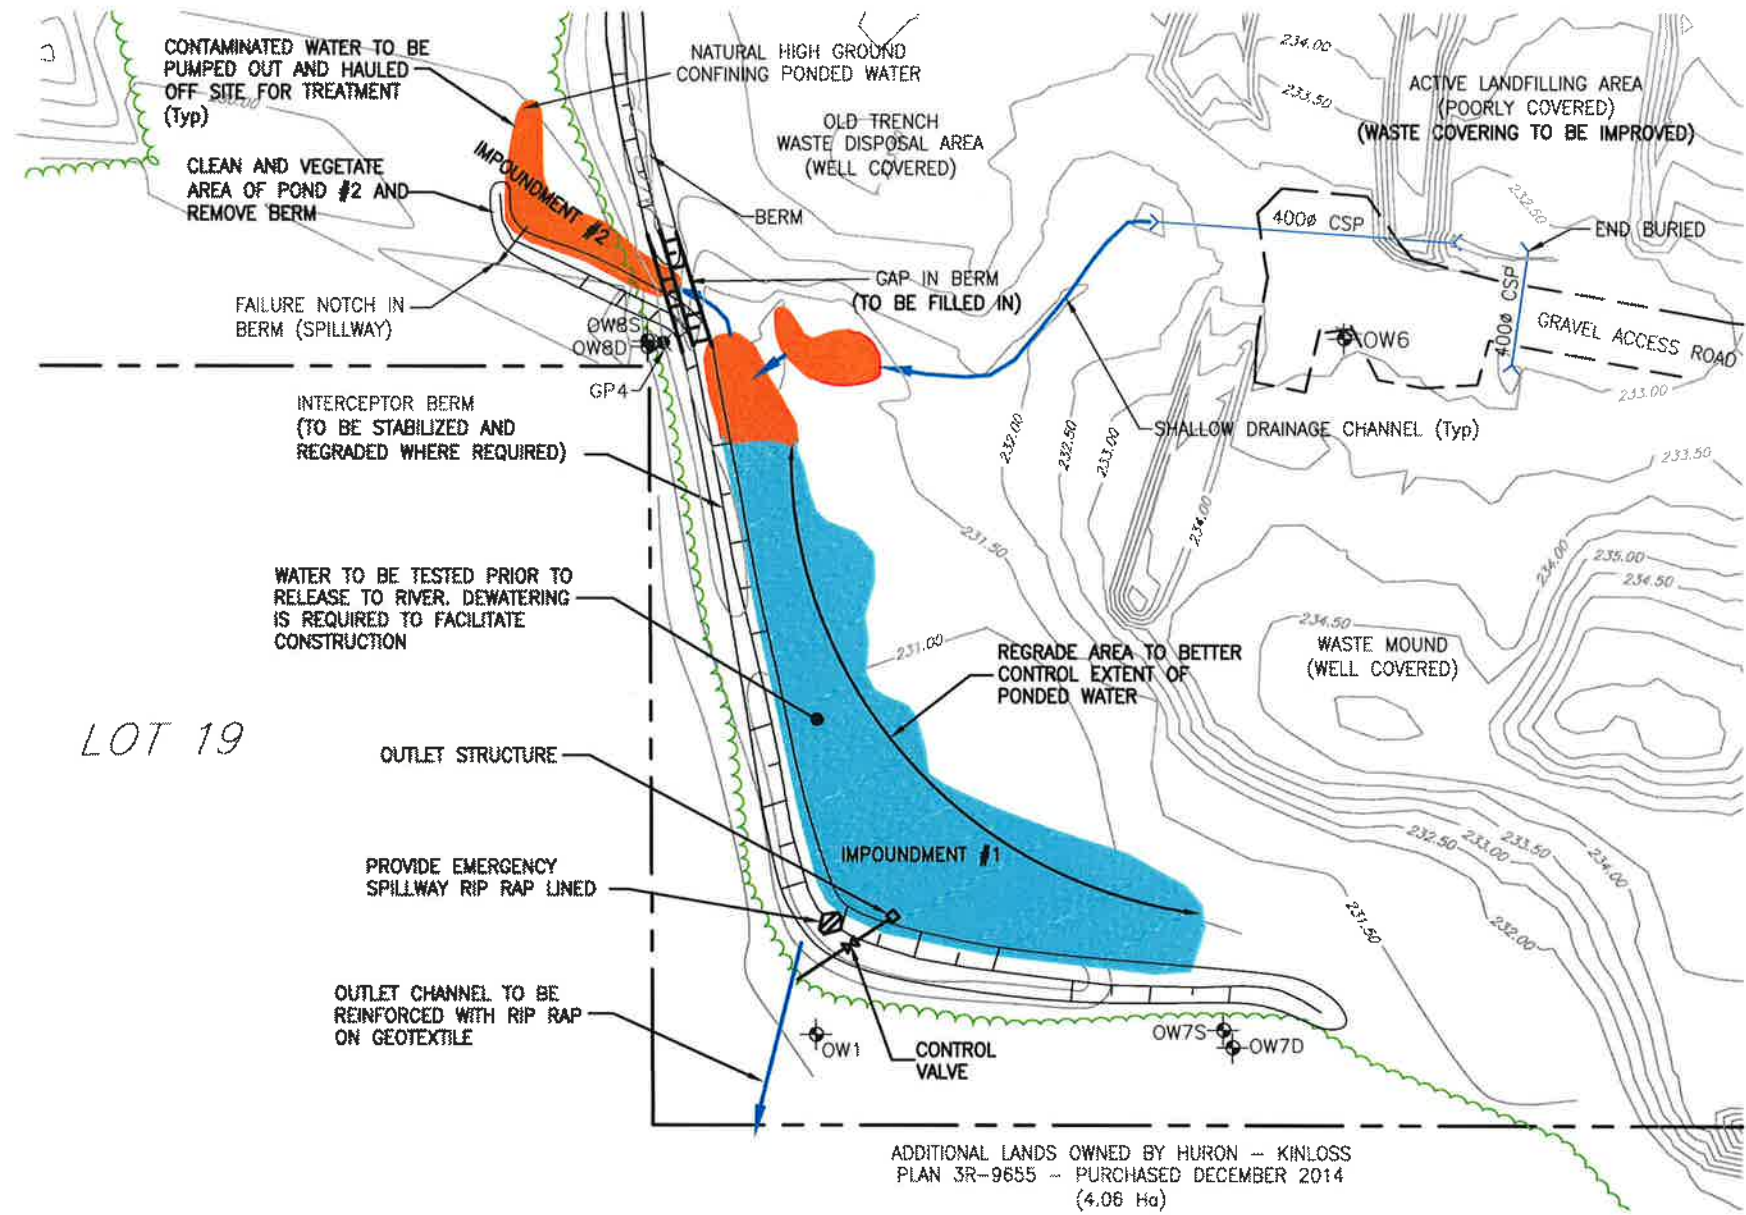 CONTAMINATED WATER TO BE
PUMPED OUT AND HAULED
OFF SITE FOR TREATMENT
(Typ)
230.00
NATURAL HIGH GROUND
CONFINING PONDED WATER
OLD TRENCH
WASTE DISPOSAL AREA
(WELL COVERED)
234.00
233.50
ACTIVE LANDFILLING AREA
(POORLY COVERED)
(WASTE COVERING TO BE IMPROVED)
CLEAN AND VEGETATE
AREA OF POND #2 AND
REMOVE BERM
IMPOUNDMENT #2
BERM
232.50
400ø CSP
END BURIED
GAP IN BERM
(TO BE FILLED IN)
400ø CSP
FAILURE NOTCH IN
BERM (SPILLWAY)
OW8S
OW8D
GP4
OW6
GRAVEL ACCESS ROAD
233.00
INTERCEPTOR BERM
(TO BE STABILIZED AND
REGRADED WHERE REQUIRED)
232.00
232.50
233.00
SHALLOW DRAINAGE CHANNEL (Typ)
233.50
234.00
231.50
234.00
235.00
234.50
WATER TO BE TESTED PRIOR TO
RELEASE TO RIVER. DEWATERING
IS REQUIRED TO FACILITATE
CONSTRUCTION
231.00
REGRADE AREA TO BETTER
CONTROL EXTENT OF
PONDED WATER
234.50
WASTE MOUND
(WELL COVERED)
LOT 19
OUTLET STRUCTURE
IMPOUNDMENT #1
232.50
233.00
233.50
234.00
PROVIDE EMERGENCY
SPILLWAY RIP RAP LINED
231.50
232.00
OUTLET CHANNEL TO BE
REINFORCED WITH RIP RAP
ON GEOTEXTILE
OW1
CONTROL
VALVE
OW7S
OW7D
ADDITIONAL LANDS OWNED BY HURON – KINLOSS
PLAN 3R–9655 – PURCHASED DECEMBER 2014
(4.06 Ha)